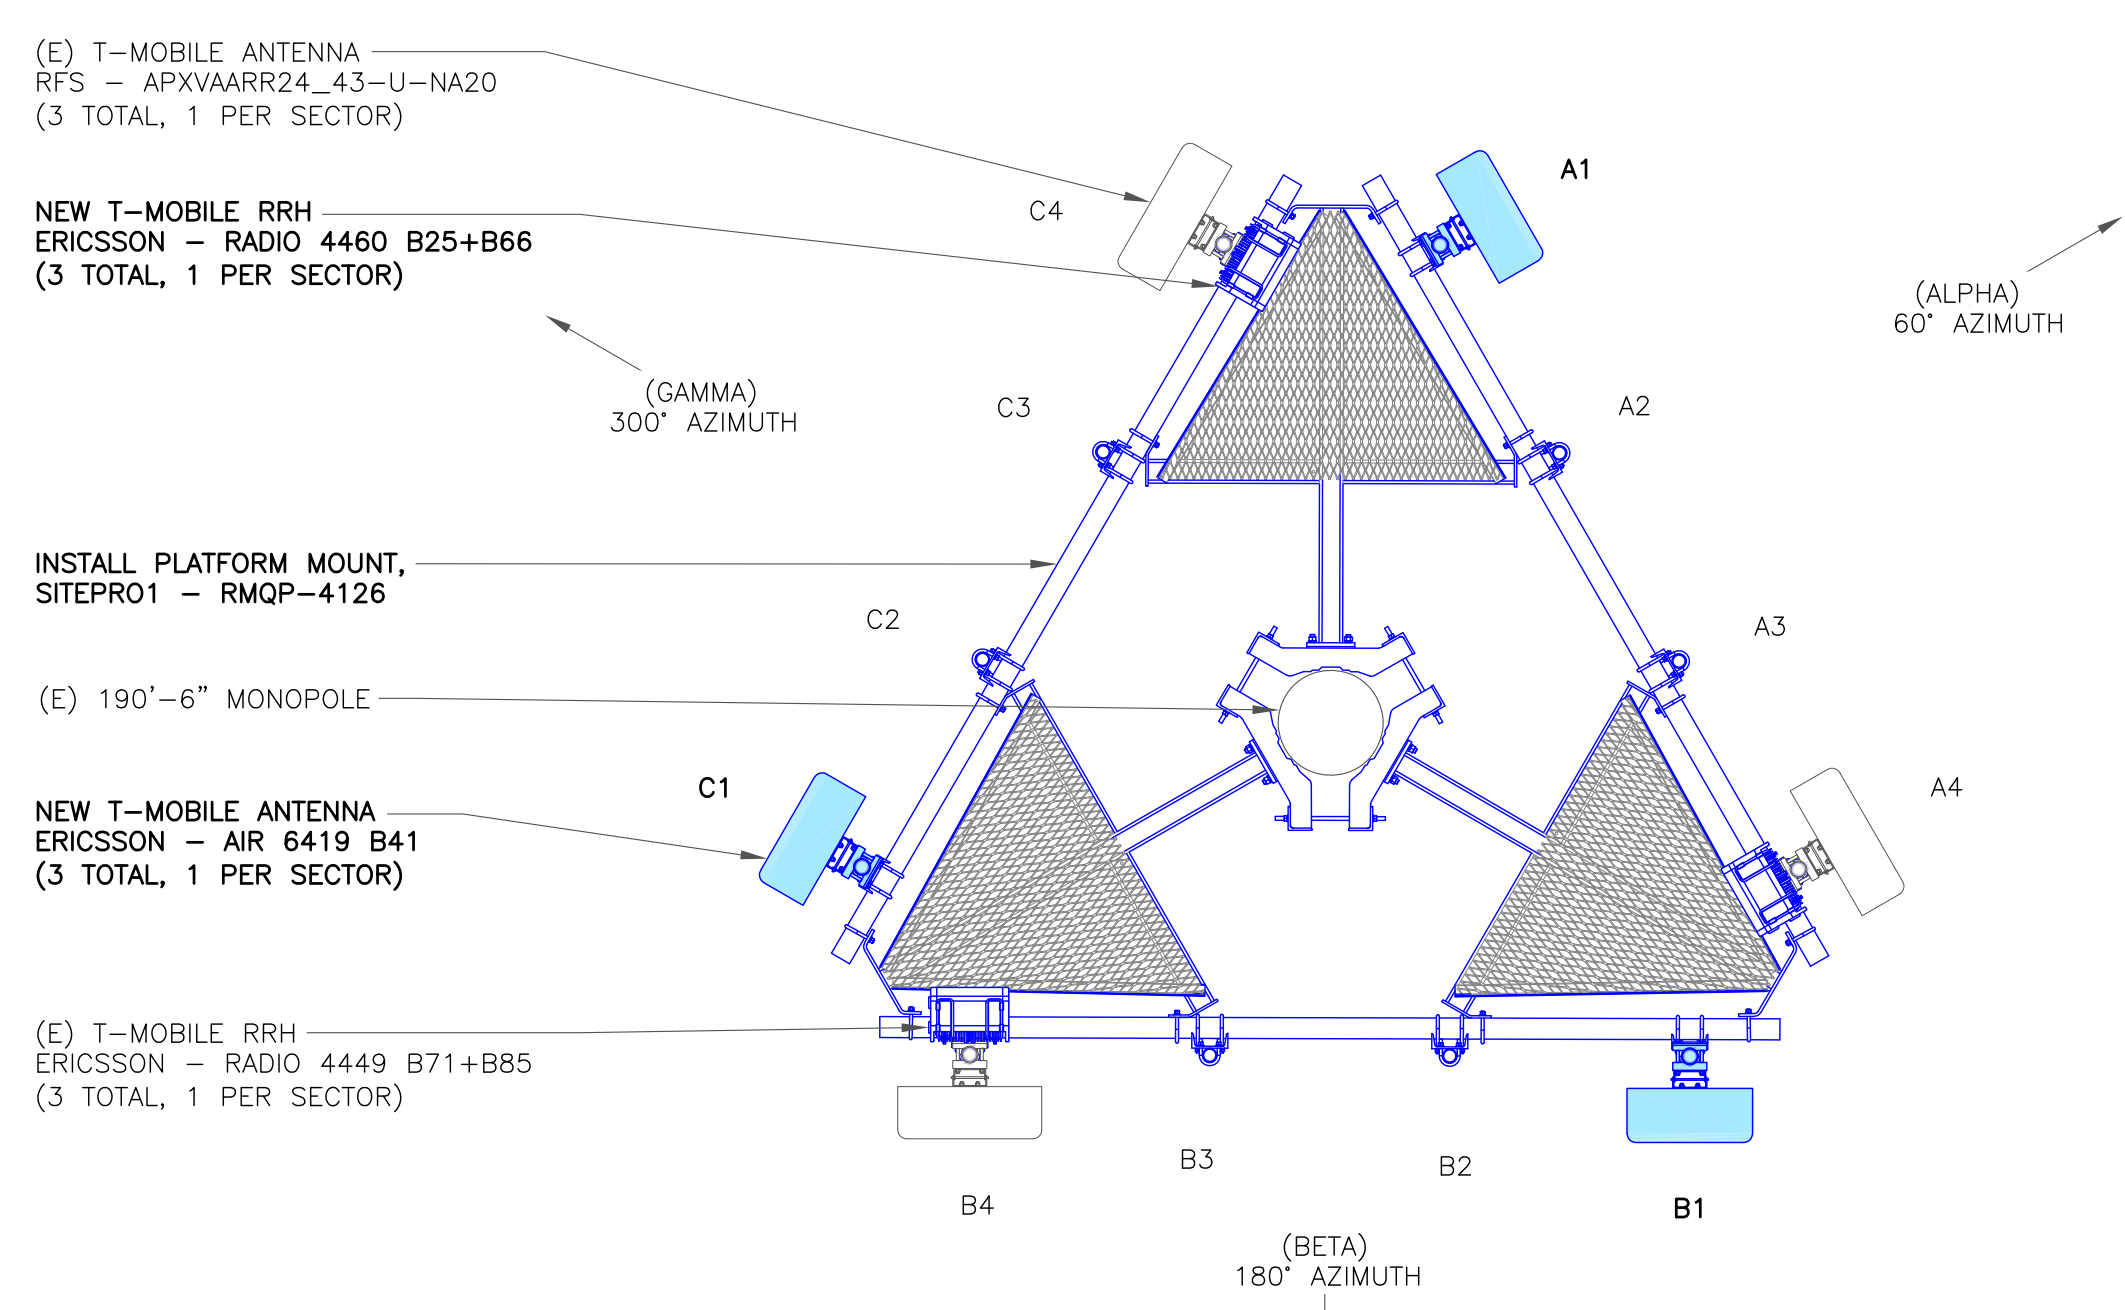 (E) T-MOBILE ANTENNA
RFS - APXVAARR24_43-U-NA20
(3 TOTAL, 1 PER SECTOR)
NEW T-MOBILE RRH
ERICSSON - RADIO 4460 B25+B66
(3 TOTAL, 1 PER SECTOR)
(GAMMA)
300° AZIMUTH
INSTALL PLATFORM MOUNT,
SITEPRO1 - RMQP-4126
(E) 190'-6" MONOPOLE
NEW T-MOBILE ANTENNA
ERICSSON - AIR 6419 B41
(3 TOTAL, 1 PER SECTOR)
(E) T-MOBILE RRH
ERICSSON - RADIO 4449 B71+B85
(3 TOTAL, 1 PER SECTOR)
C4
C3
C2
C1
A1
A2
A3
A4
(ALPHA)
60° AZIMUTH
B4
B3
B2
B1
(BETA)
180° AZIMUTH